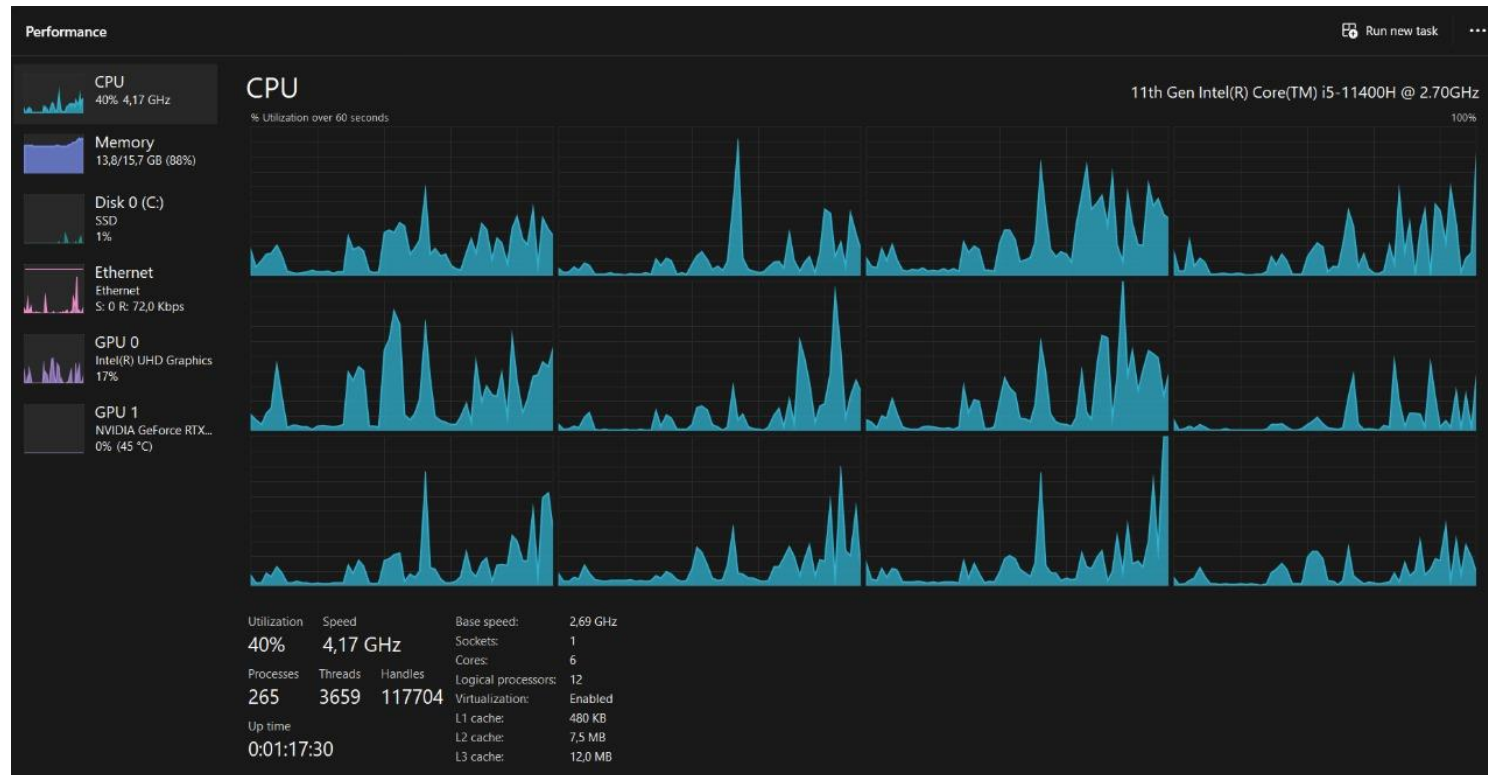 Performance
Run new task
CPU
40% 4,17 GHz
Memory
13,8/15,7 GB (88%)
Disk 0 (C:)
SSD
1%
Ethernet
Ethernet
S: 0 R: 72,0 Kbps
GPU 0
Intel(R) UHD Graphics
17%
GPU 1
NVIDIA GeForce RTX...
0% (45 °C)
CPU
11th Gen Intel(R) Core(TM) i5-11400H @ 2.70GHz
% Utilization over 60 seconds
100%
Utilization
Speed
40%
4,17 GHz
Processes
Threads
Handles
265
3659
117704
Up time
0:01:17:30
Base speed: 2,69 GHz
Sockets: 1
Cores: 6
Logical processors: 12
Virtualization: Enabled
L1 cache: 480 KB
L2 cache: 7,5 MB
L3 cache: 12,0 MB